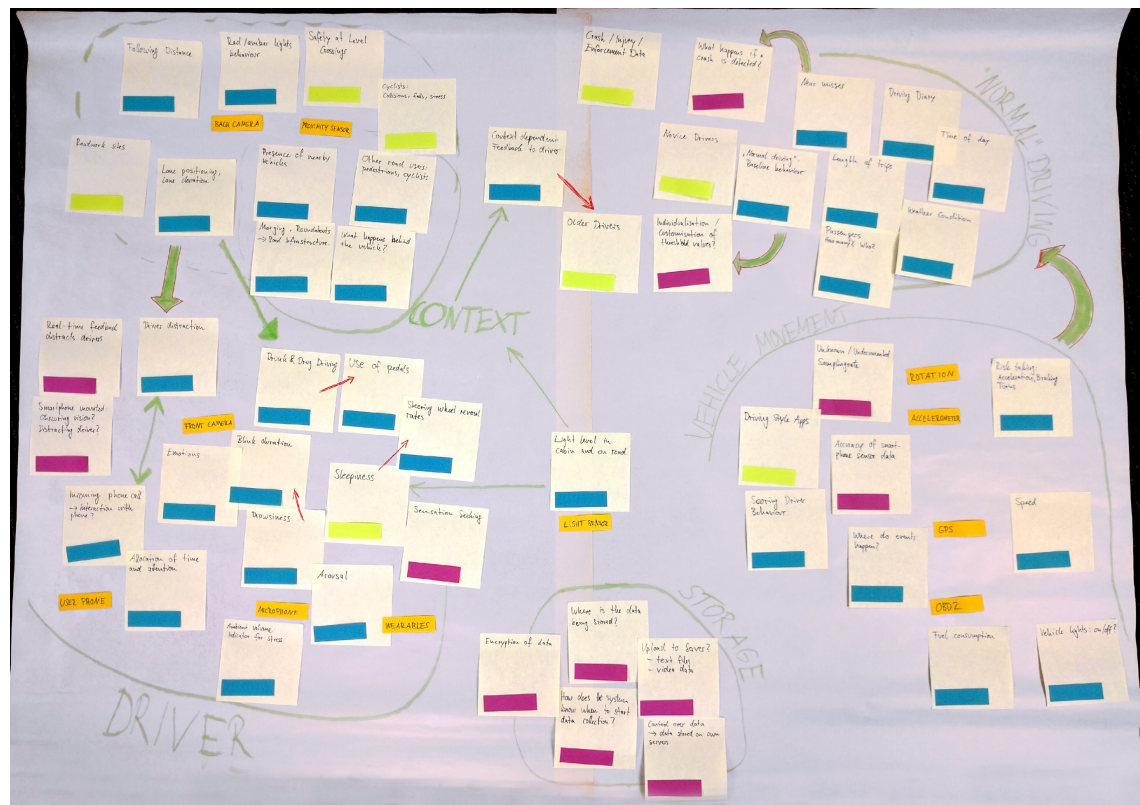 Following Distance
Red/amber lights
behaviour
Safety at Level
Crossings
Cyclists:
Collisions, falls, stress
BACK CAMERA
PROXIMITY SENSOR
Roadwork sites
Lane positioning,
Lane deviation
Presence of nearby
Vehicles
Other road users:
pedestrians, cyclists
Merging, Roundabouts
→ Road Infrastructure
What happens behind
the vehicle?
CONTEXT
Context dependent
Feedback to driver
Crash / Injury /
Enforcement Data
What happens if a
crash is detected?
Near misses
Driving Diary
Time of day
"NORMAL" DRIVING
Novice Drivers
"Normal driving":
Baseline behaviour
Length of trips
Older Drivers
Individualisation /
Customisation of
threshold values?
Passengers
How many? Who?
Weather Condition
Real-time feedback
distracts drivers
Driver distraction
Smartphone mounted
obscuring vision?
Distracting driver?
FRONT CAMERA
Drink & Drug Driving
Use of pedals
Steering wheel reversal
rates
Emotions
Blink duration
Sleepiness
Incoming phone call
→ interaction with
phone?
Drowsiness
Sensation Seeking
Allocation of time
and attention
USER PHONE
MICROPHONE
Arousal
WEARABLES
Ambient volume
Indicator for stress
DRIVER
Light level in
cabin and on road
LIGHT SENSOR
VEHICLE MOVEMENT
Unknown / Undocumented
Samplingrate
ROTATION
Risk taking:
Acceleration, Braking
Times
Driving Style Apps
ACCELEROMETER
Accuracy of smart-
phone sensor data
Scoring Driver
Behaviour
Where do events
happen?
GPS
Speed
OBD2
Fuel consumption
Vehicle lights: on/off?
STORAGE
Where is the data
being stored?
Encryption of data
Upload to Server?
- text files
- video data
How does the system
know when to start
data collection?
Control over data
→ data stored on own
servers